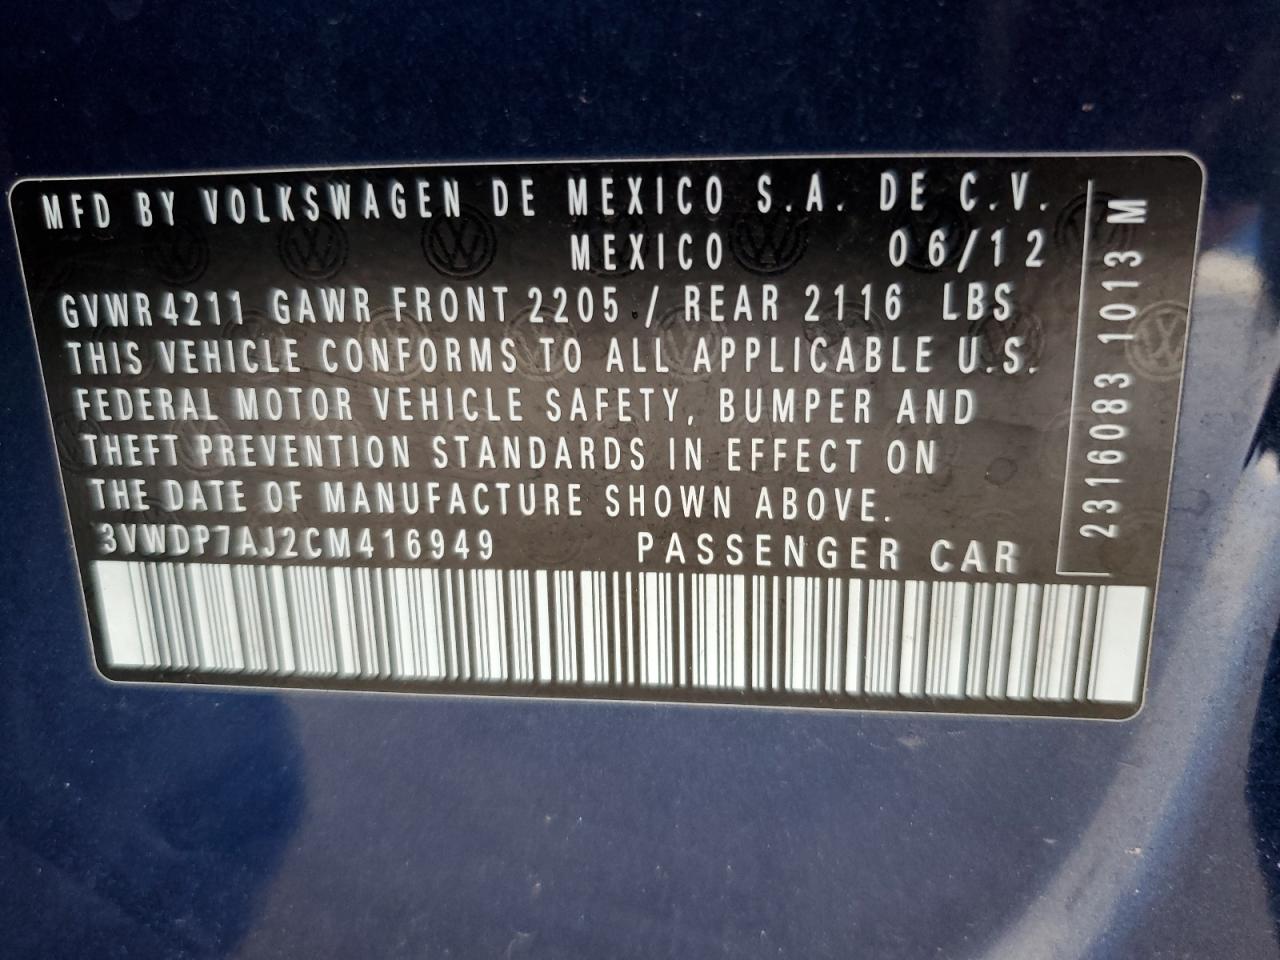 MFD BY VOLKSWAGEN DE MEXICO S.A. DE C.V.
MEXICO 06/12
GVWR 4211 GAWR FRONT 2205 / REAR 2116 LBS
THIS VEHICLE CONFORMS TO ALL APPLICABLE U.S.
FEDERAL MOTOR VEHICLE SAFETY, BUMPER AND
THEFT PREVENTION STANDARDS IN EFFECT ON
THE DATE OF MANUFACTURE SHOWN ABOVE.
3VWDP7AJ2CM416949 PASSENGER CAR
2316083 1013 M